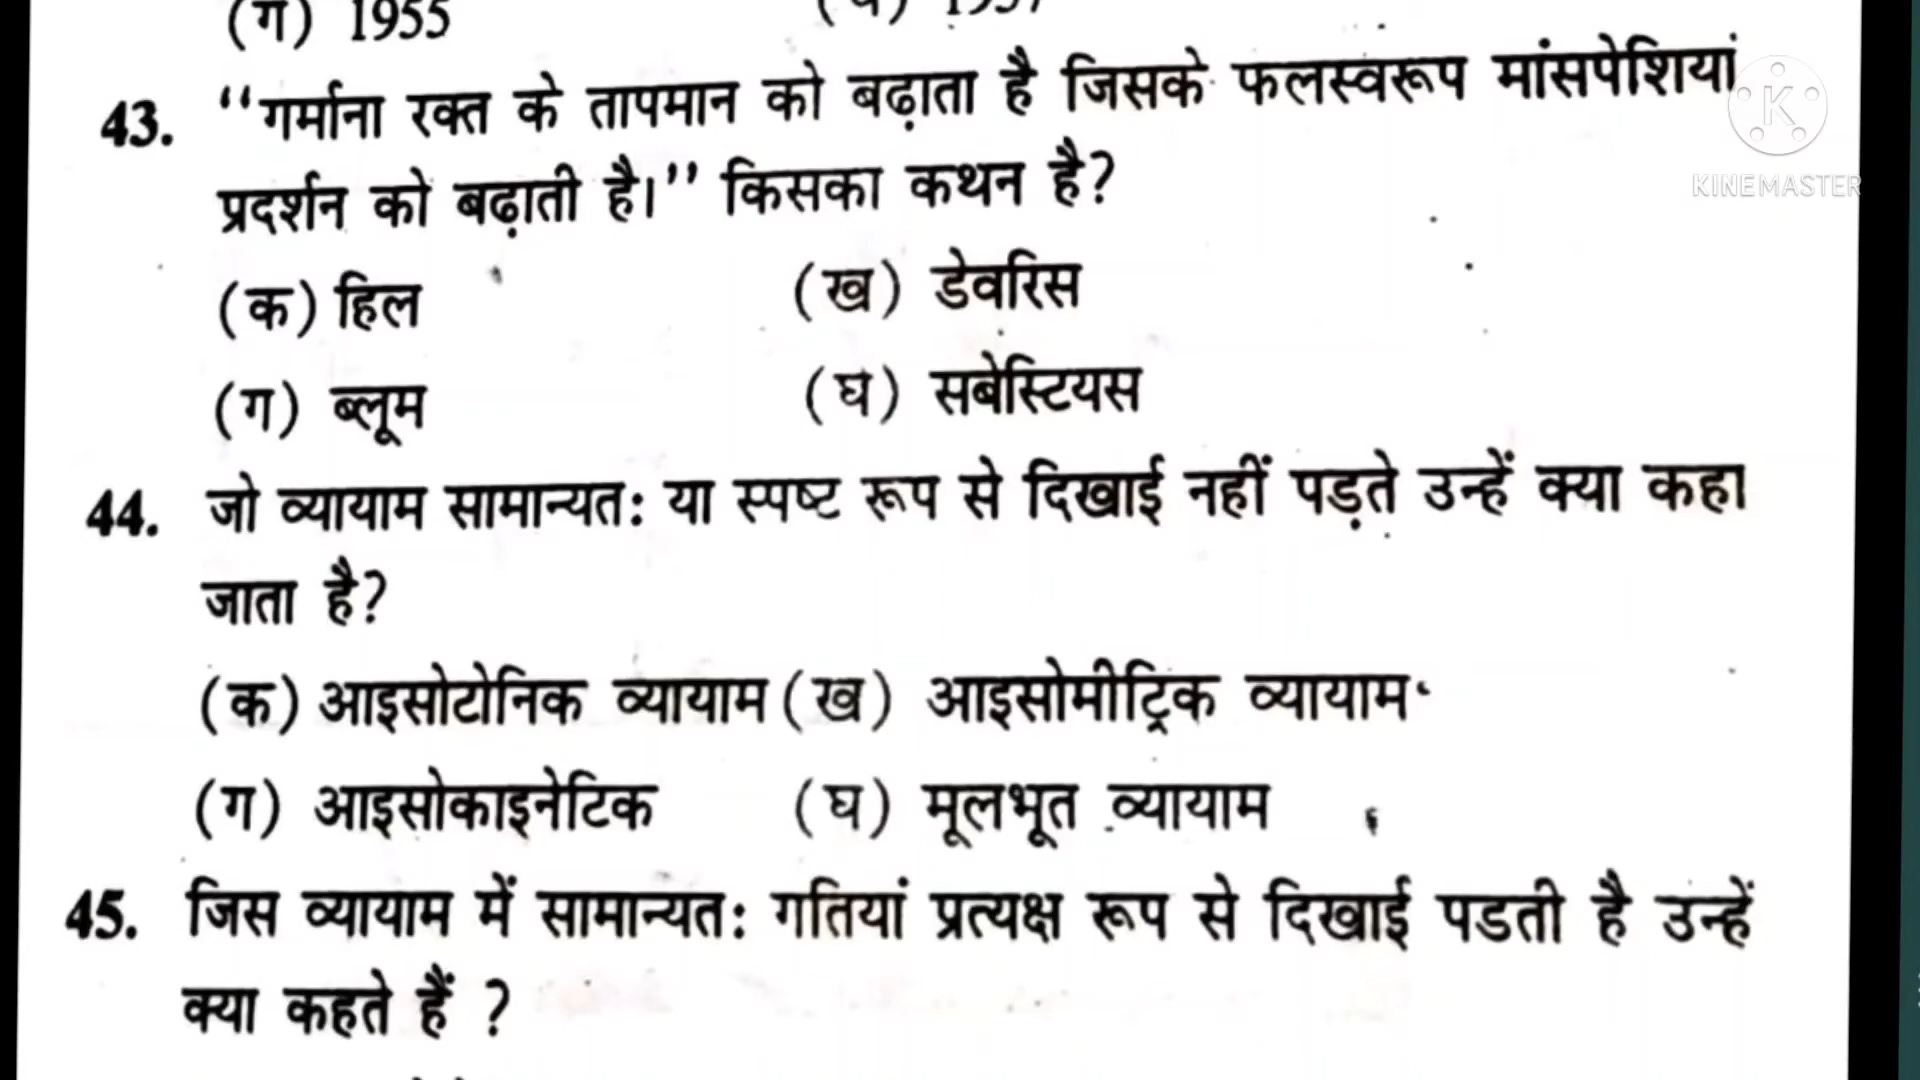 (ग) 1955
43. “गर्माना रक्त के तापमान को बढ़ाता है जिसके फलस्वरूप मांसपेशियां
प्रदर्शन को बढ़ाती है।” किसका कथन है?
(क) हिल (ख) डेवरिस
(ग) ब्लूम (घ) सबेस्टियस
44. जो व्यायाम सामान्यत: या स्पष्ट रूप से दिखाई नहीं पड़ते उन्हें क्या कहा
जाता है?
(क) आइसोटोनिक व्यायाम (ख) आइसोमीट्रिक व्यायाम
(ग) आइसोकाइनेटिक (घ) मूलभूत व्यायाम
45. जिस व्यायाम में सामान्यत: गतियां प्रत्यक्ष रूप से दिखाई पडती है उन्हें
क्या कहते हैं ?
K
KINEMASTER